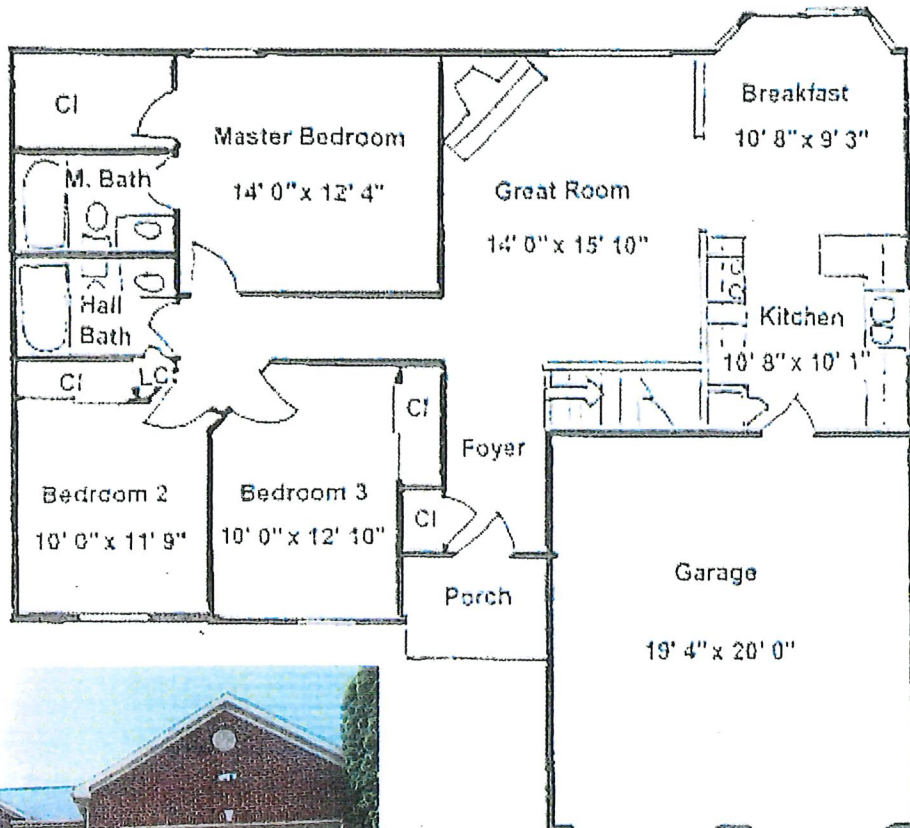 Cl
Master Bedroom
14' 0" x 12' 4"
M. Bath
Great Room
14' 0" x 15' 10"
Breakfast
10' 8" x 9' 3"
Hall
Bath
Kitchen
10' 8" x 10' 1"
Cl
LC
Cl
Foyer
Bedroom 2
10' 0" x 11' 9"
Bedroom 3
10' 0" x 12' 10"
Cl
Porch
Garage
19' 4" x 20' 0"